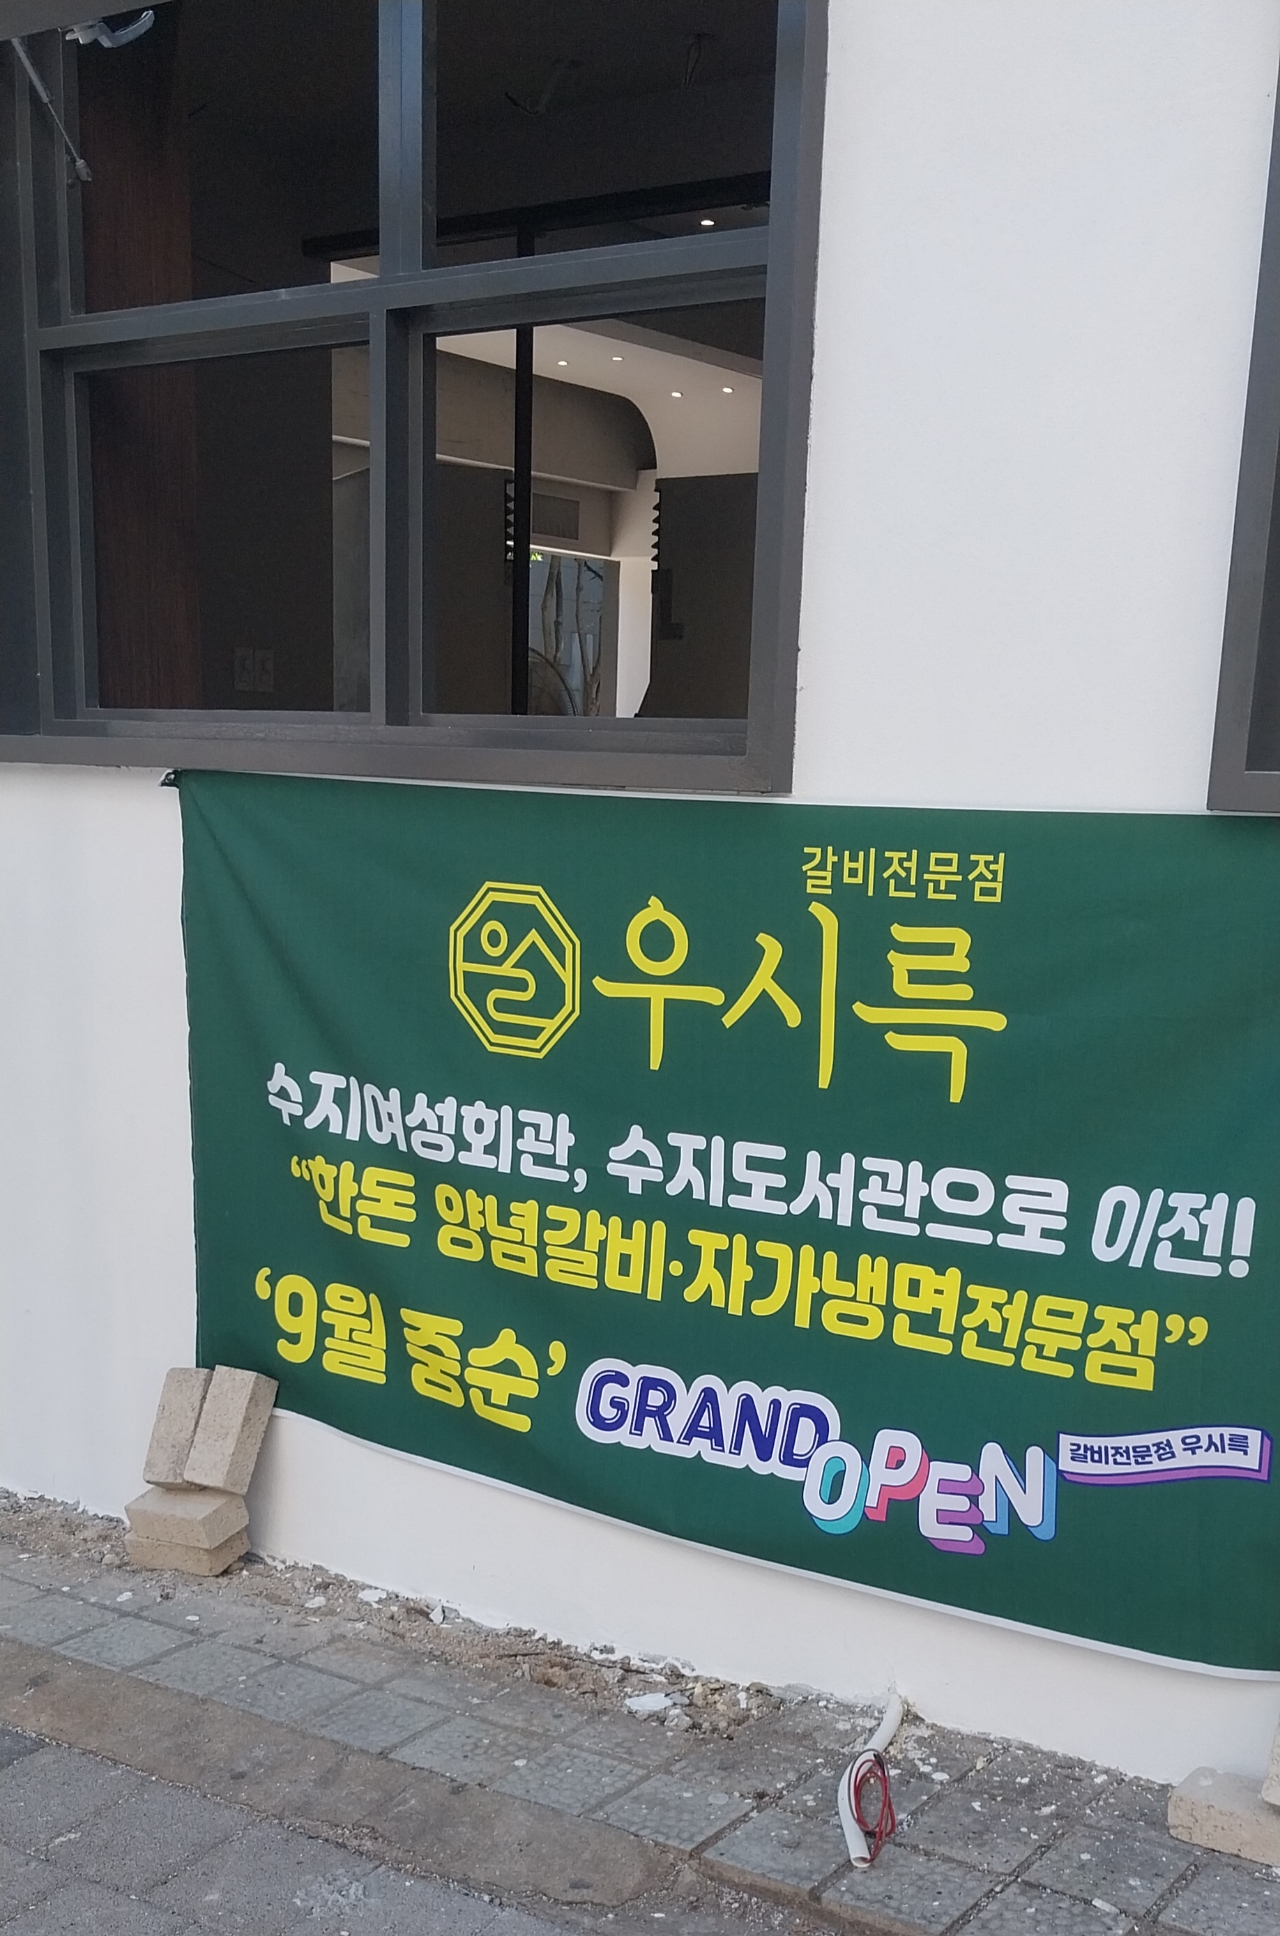 갈비전문점
우시륵
수지여성회관, 수지도서관으로 이전!
“한돈 양념갈비·자가냉면전문점”
‘9월 중순’ GRAND OPEN 갈비전문점 우시륵